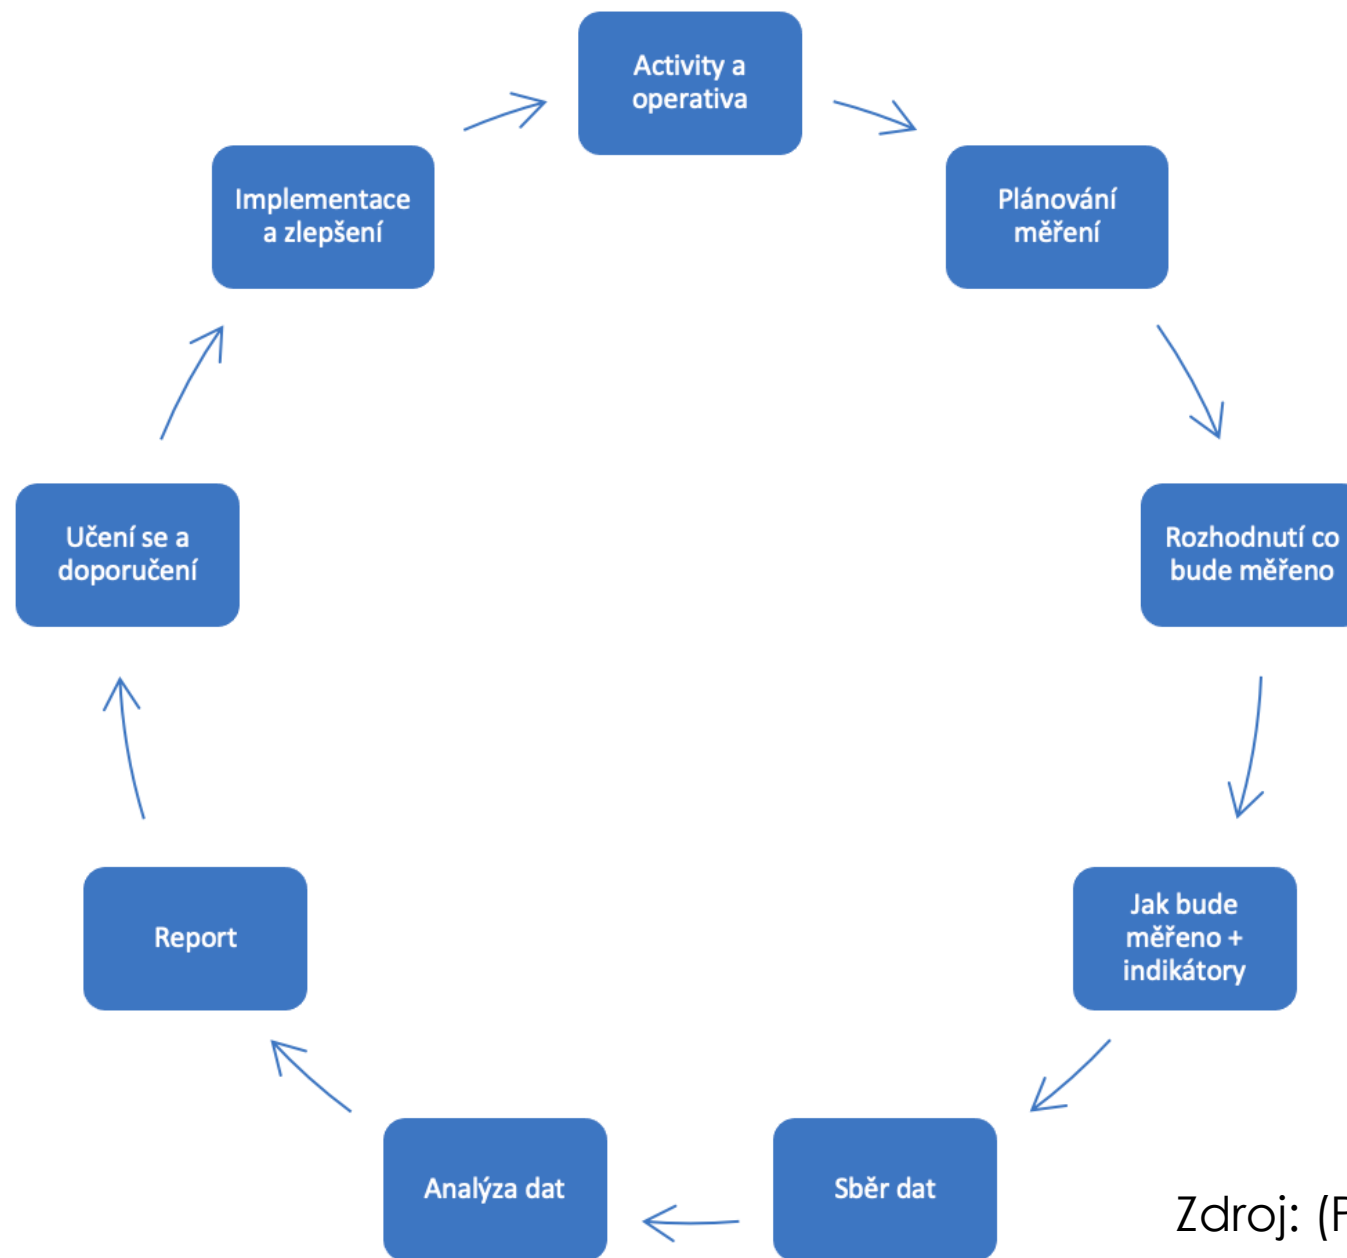 Activity a
operativa
Plánování
měření
Rozhodnutí co
bude měřeno
Jak bude
měřeno +
indikátory
Sběr dat
Analýza dat
Report
Učení se a
doporučení
Implementace
a zlepšení
Zdroj: (